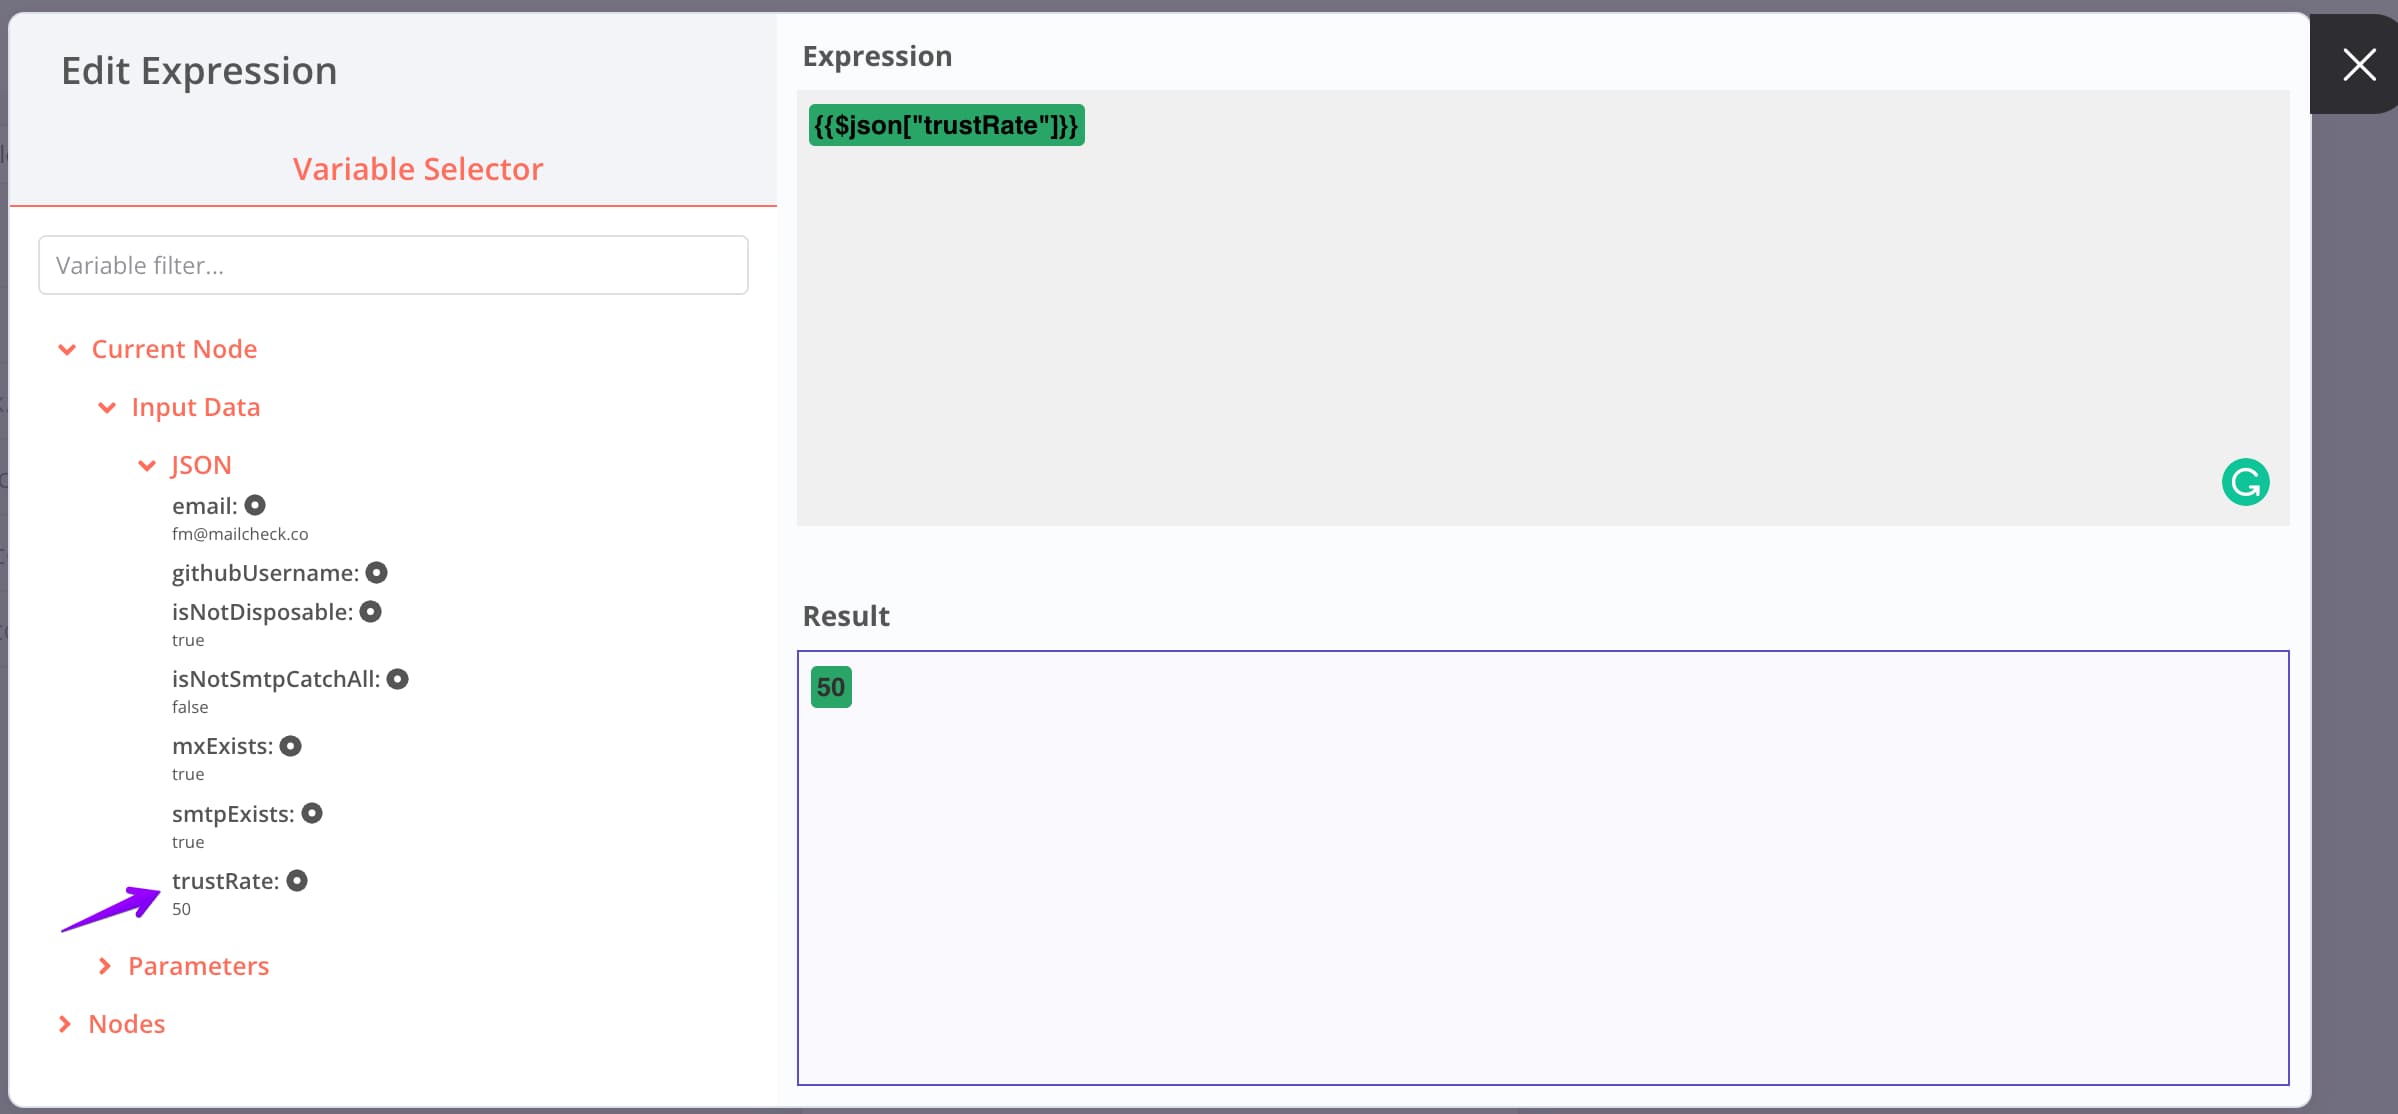 Edit Expression
Variable Selector
Variable filter...
Current Node
Input Data
JSON
email:
fm@mailcheck.co
githubUsername:
isNotDisposable:
true
isNotSmtpCatchAll:
false
mxExists:
true
smtpExists:
true
trustRate:
50
Parameters
Nodes
Expression
{{$json["trustRate"]}}
Result
50